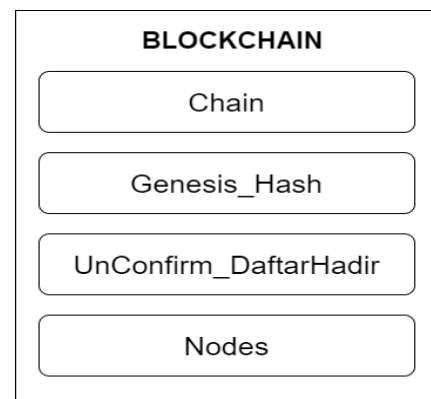 BLOCKCHAIN
Chain
Genesis_Hash
UnConfirm_DaftarHadir
Nodes